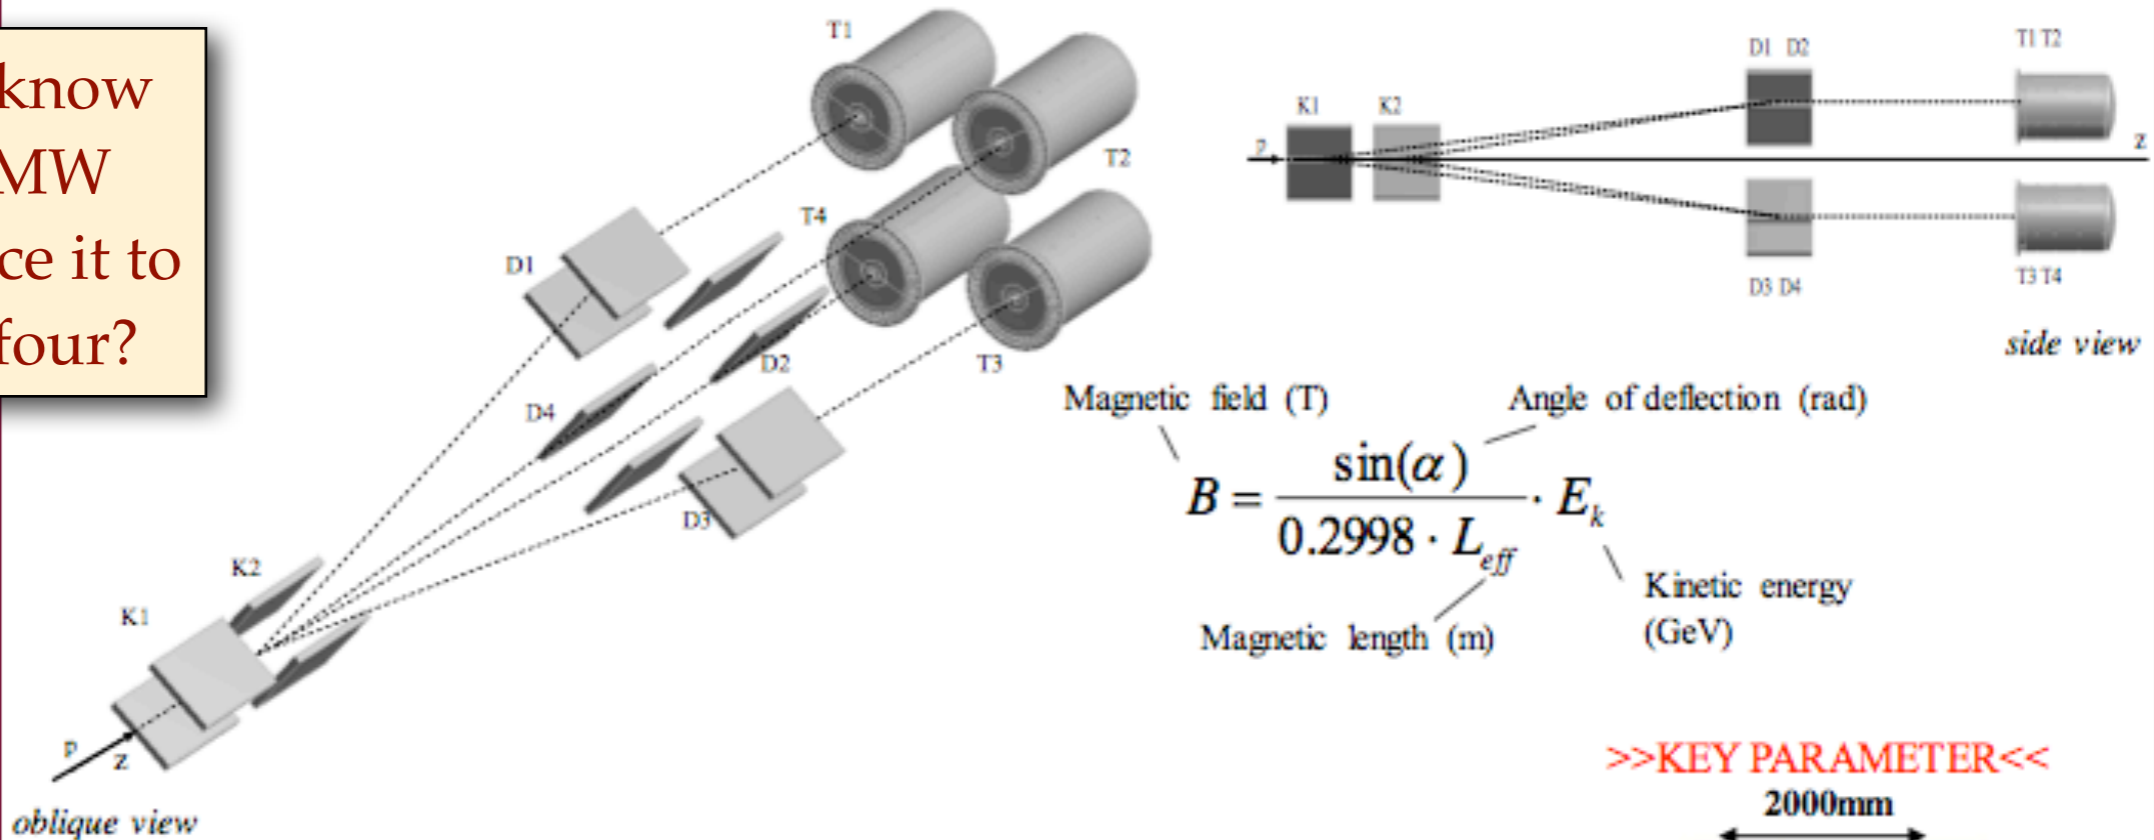 know
MW
ce it to
four?
T1
T2
T4
D1
D2
T3
D4
D3
K2
K1
p
z
oblique view
D1 D2
T1 T2
K1
K2
p
z
D3 D4
T3 T4
side view
Magnetic field (T)
Angle of deflection (rad)
B = sin(α) / 0.2998 · L_eff · E_k
Kinetic energy
(GeV)
Magnetic length (m)
>>KEY PARAMETER<<
2000mm